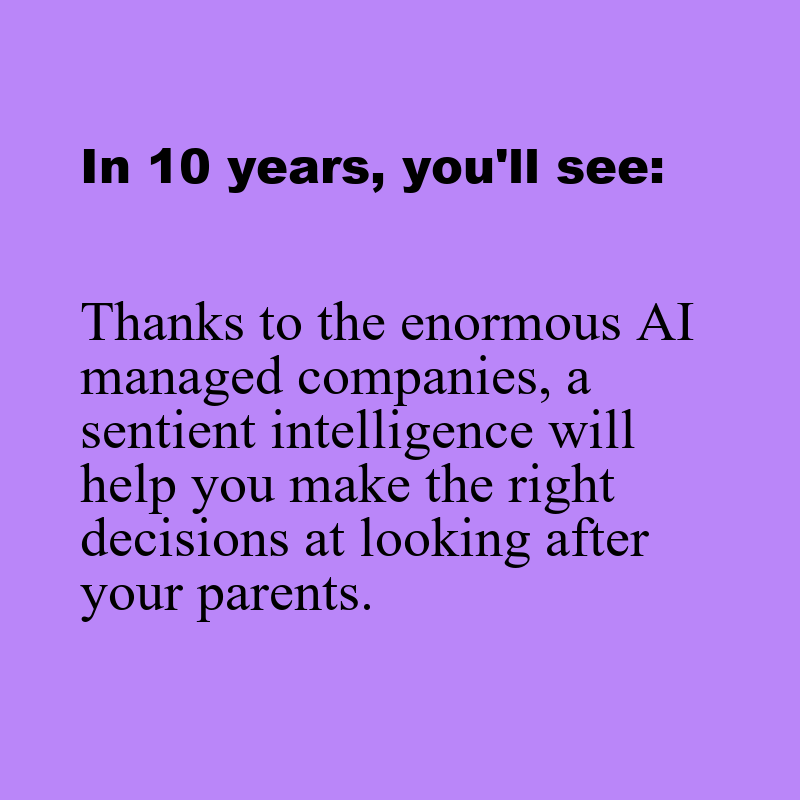 In 10 years, you'll see:
Thanks to the enormous AI
managed companies, a
sentient intelligence will
help you make the right
decisions at looking after
your parents.